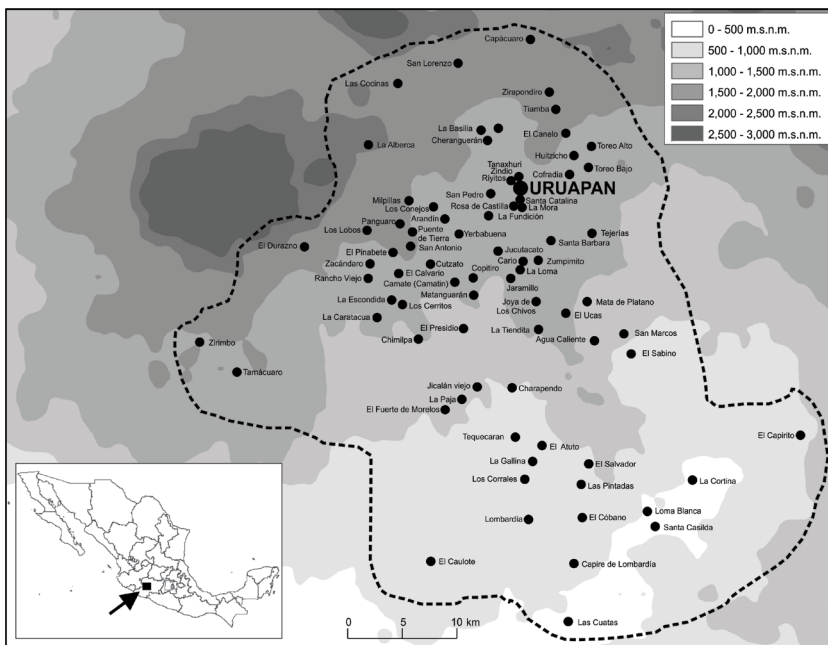 Capácuaro
0 - 500 m.s.n.m.
500 - 1,000 m.s.n.m.
1,000 - 1,500 m.s.n.m.
1,500 - 2,000 m.s.n.m.
2,000 - 2,500 m.s.n.m.
2,500 - 3,000 m.s.n.m.
San Lorenzo
Las Cocinas
Zirapondiro
Tiamba
La Basilia
El Canelo
Cheranguerán
La Alberca
Toreo Alto
Huitzicho
Tanaxhuri
Toreo Bajo
Zindio
Cofradia
Riyitos
URUAPAN
San Pedro
Milpillas
Santa Catalina
Los Conejos
Rosa de Castilla
La Mora
Arandín
La Fundición
Panguaro
Los Lobos
Puento
de Tierra
Yerbabuena
Tejerías
Santa Barbara
El Durazno
San Antonio
El Pinabete
Jucutacato
Zacándaro
Cutzato
Cario
Zumpimito
El Calvario
Copitiro
La Loma
Rancho Viejo
Camate (Camatin)
Jaramillo
Matanguarán
La Escondida
Los Cerritos
Joya de
Los Chivos
Mata de Platano
El Ucas
La Caratacua
El Presidio
La Tiendita
San Marcos
Chimilpa
Agua Caliente
Zirimbo
El Sabino
Tamácuaro
Jicalán viejo
Charapendo
La Paja
El Fuerte de Morelos
Tequecaran
El Capirito
El Atuto
La Gallina
El Salvador
Los Corrales
Las Pintadas
La Cortina
Lombardía
El Cóbano
Loma Blanca
Santa Casilda
El Caulote
Capire de Lombardía
Las Cuatas
0 5 10 km